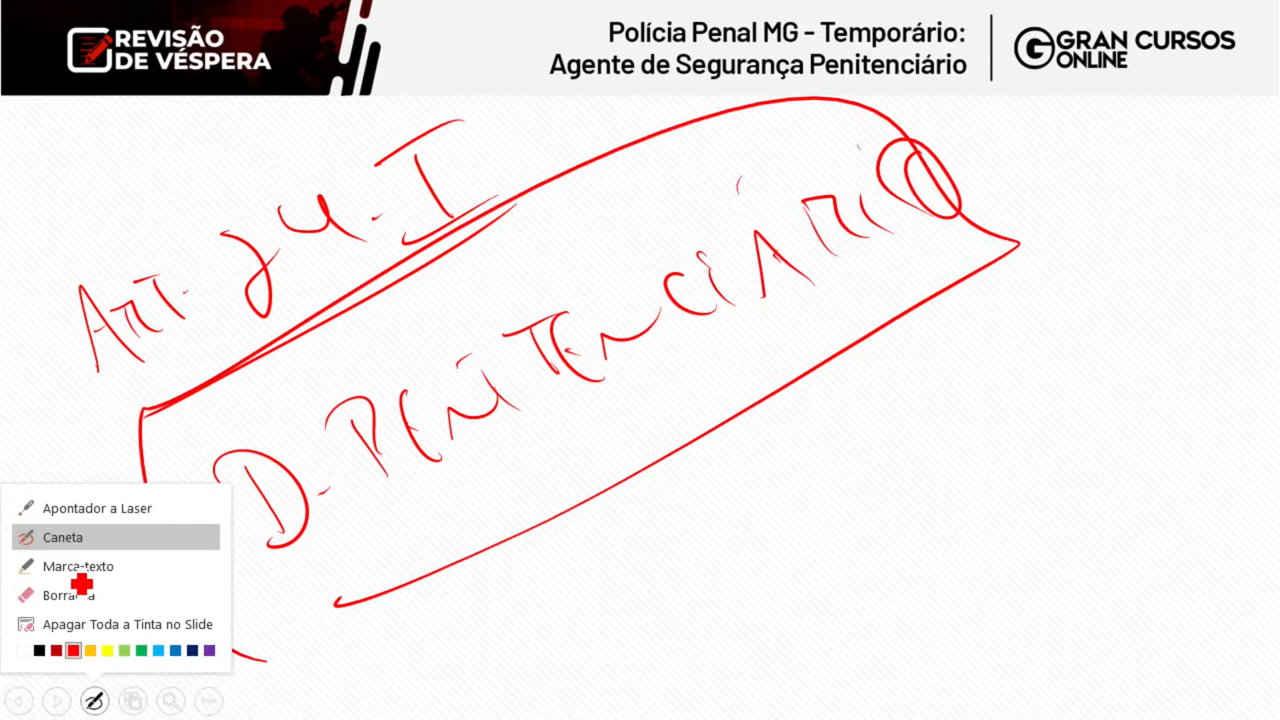 REVISÃO
DE VÉSPERA
Polícia Penal MG - Temporário:
Agente de Segurança Penitenciário
GRAN CURSOS
ONLINE
ART. 24. I
D. PENITENCIÁRIO
Apontador a Laser
Caneta
Marca-texto
Apagar Toda a Tinta no Slide